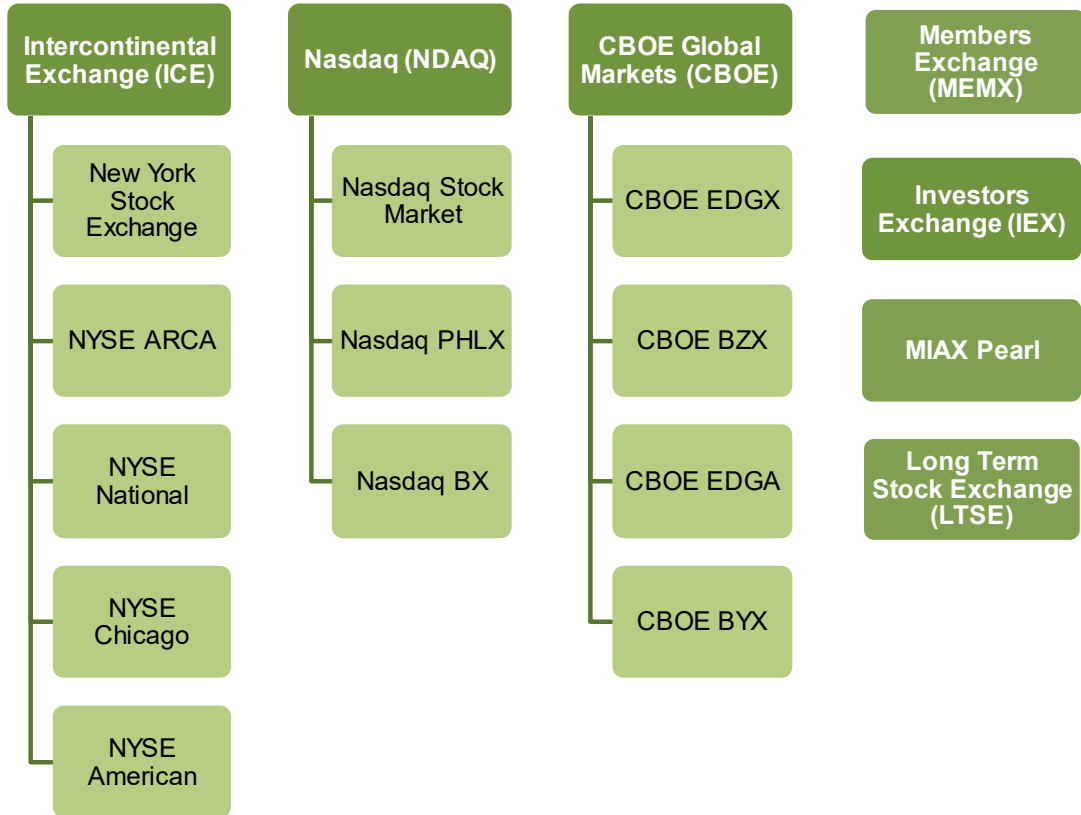 Intercontinental
Exchange (ICE)
New York
Stock
Exchange
NYSE ARCA
NYSE
National
NYSE
Chicago
NYSE
American
Nasdaq (NDAQ)
Nasdaq Stock
Market
Nasdaq PHLX
Nasdaq BX
CBOE Global
Markets (CBOE)
CBOE EDGX
CBOE BZX
CBOE EDGA
CBOE BYX
Members
Exchange
(MEMX)
Investors
Exchange (IEX)
MIAX Pearl
Long Term
Stock Exchange
(LTSE)